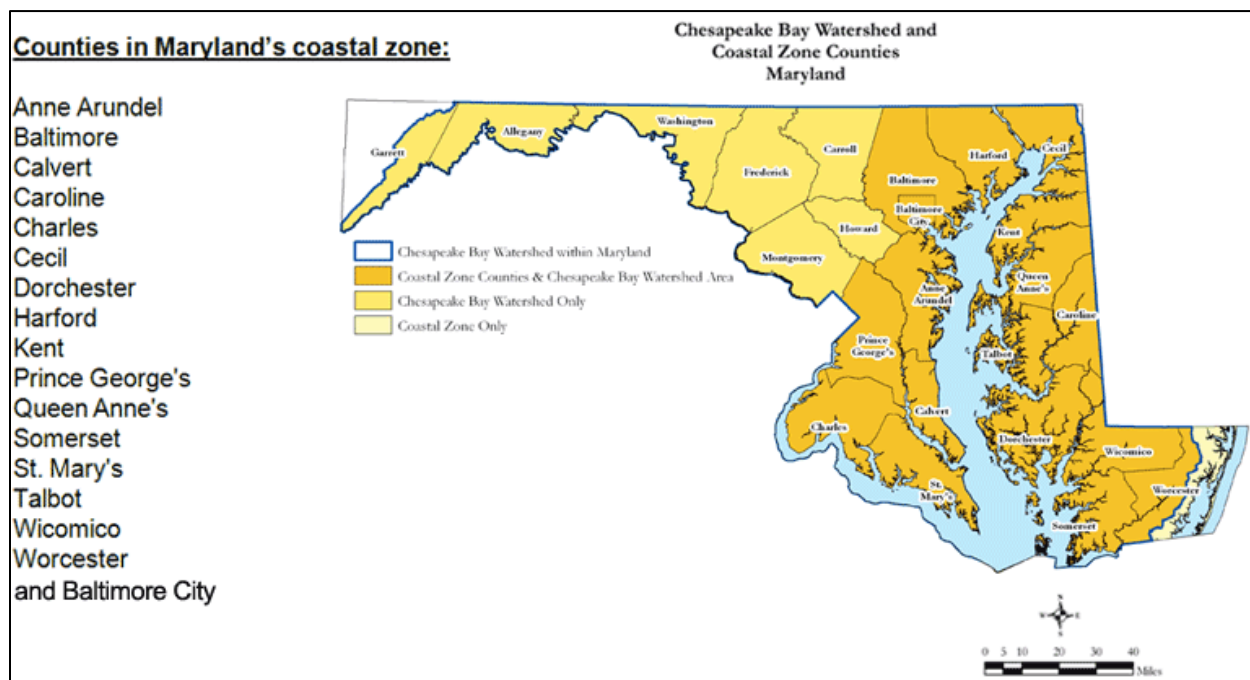 Counties in Maryland's coastal zone:
Anne Arundel
Baltimore
Calvert
Caroline
Charles
Cecil
Dorchester
Harford
Kent
Prince George's
Queen Anne's
Somerset
St. Mary's
Talbot
Wicomico
Worcester
and Baltimore City
Chesapeake Bay Watershed and
Coastal Zone Counties
Maryland
Garrett
Allegany
Washington
Frederick
Carroll
Baltimore
Harford
Cecil
Baltimore
City
Howard
Montgomery
Kent
Anne
Arundel
Queen
Anne's
Caroline
Prince
George's
Talbot
Calvert
Charles
Dorchester
Wicomico
St.
Mary's
Worcester
Somerset
Chesapeake Bay Watershed within Maryland
Coastal Zone Counties & Chesapeake Bay Watershed Area
Chesapeake Bay Watershed Only
Coastal Zone Only
N
W E
S
0 5 10 20 30 40
Miles